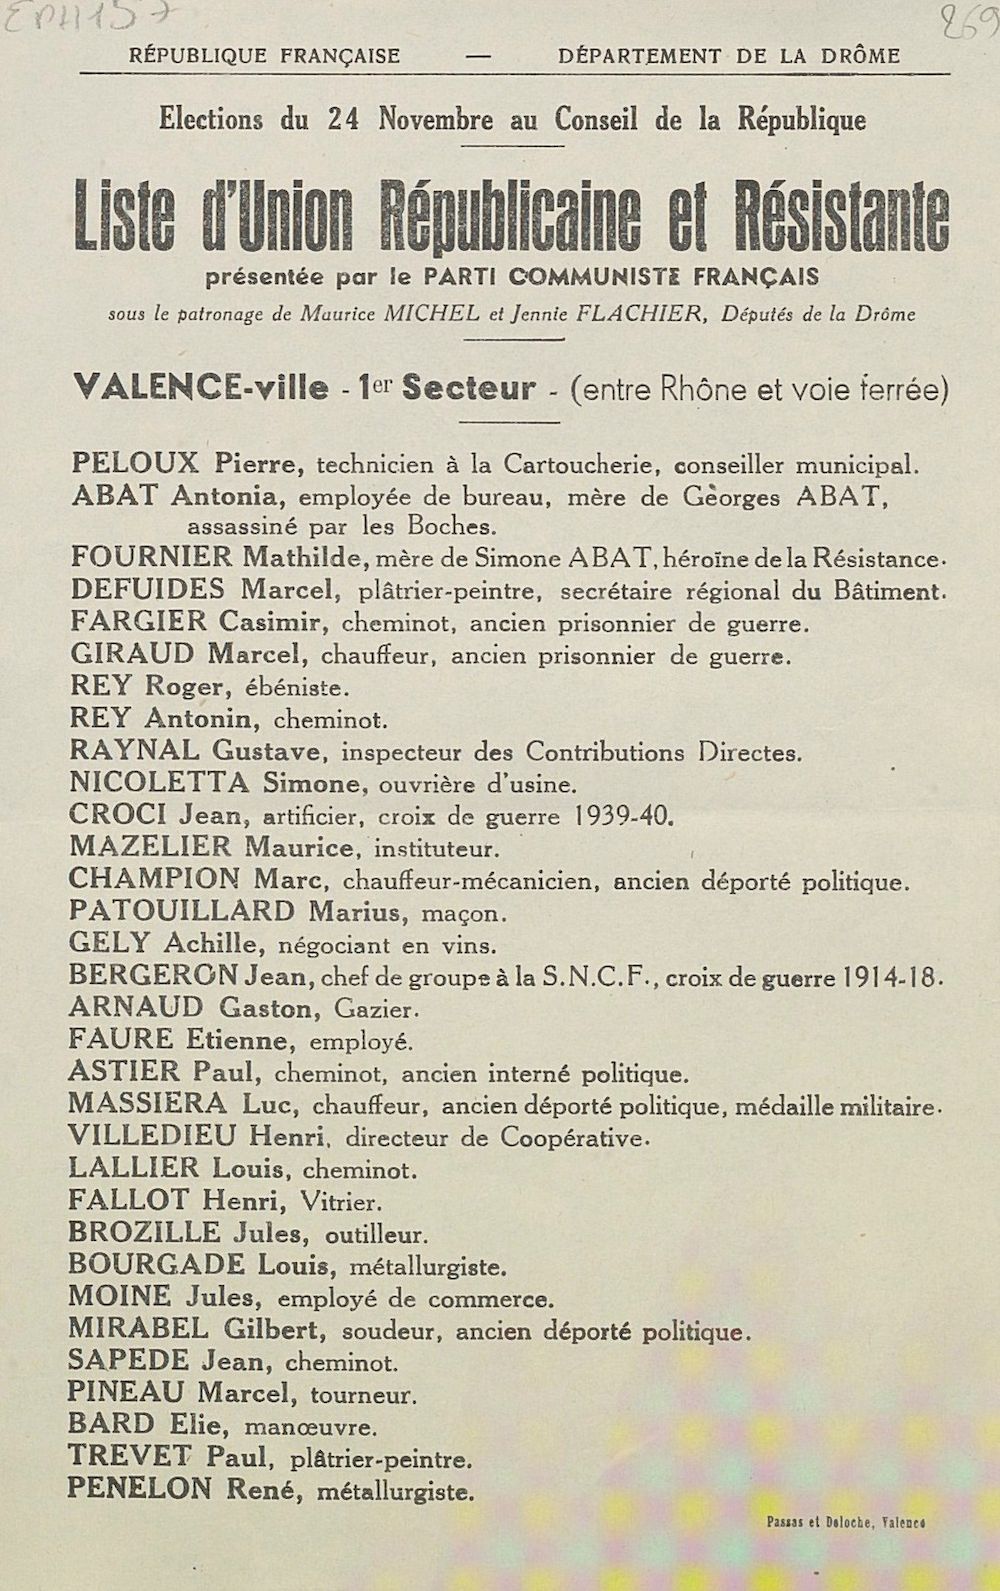 EPH157
269
RÉPUBLIQUE FRANÇAISE — DÉPARTEMENT DE LA DRÔME
Elections du 24 Novembre au Conseil de la République
Liste d'Union Républicaine et Résistante
présentée par le PARTI COMMUNISTE FRANÇAIS
sous le patronage de Maurice MICHEL et Jennie FLACHIER, Députés de la Drôme
VALENCE-ville - 1er Secteur - (entre Rhône et voie ferrée)
PELOUX Pierre, technicien à la Cartoucherie, conseiller municipal.
ABAT Antonia, employée de bureau, mère de Gèorges ABAT,
assassiné par les Boches.
FOURNIER Mathilde, mère de Simone ABAT, héroïne de la Résistance.
DEFUIDES Marcel, plâtrier-peintre, secrétaire régional du Bâtiment.
FARGIER Casimir, cheminot, ancien prisonnier de guerre.
GIRAUD Marcel, chauffeur, ancien prisonnier de guerre.
REY Roger, ébéniste.
REY Antonin, cheminot.
RAYNAL Gustave, inspecteur des Contributions Directes.
NICOLETTA Simone, ouvrière d'usine.
CROCI Jean, artificier, croix de guerre 1939-40.
MAZELIER Maurice, instituteur.
CHAMPION Marc, chauffeur-mécanicien, ancien déporté politique.
PATOUILLARD Marius, maçon.
GELY Achille, négociant en vins.
BERGERON Jean, chef de groupe à la S.N.C.F., croix de guerre 1914-18.
ARNAUD Gaston, Gazier.
FAURE Etienne, employé.
ASTIER Paul, cheminot, ancien interné politique.
MASSIERA Luc, chauffeur, ancien déporté politique, médaille militaire.
VILLEDIEU Henri, directeur de Coopérative.
LALLIER Louis, cheminot.
FALLOT Henri, Vitrier.
BROZILLE Jules, outilleur.
BOURGADE Louis, métallurgiste.
MOINE Jules, employé de commerce.
MIRABEL Gilbert, soudeur, ancien déporté politique.
SAPEDE Jean, cheminot.
PINEAU Marcel, tourneur.
BARD Elie, manœuvre.
TREVET Paul, plâtrier-peintre.
PENELON René, métallurgiste.
Passas et Deloche, Valence